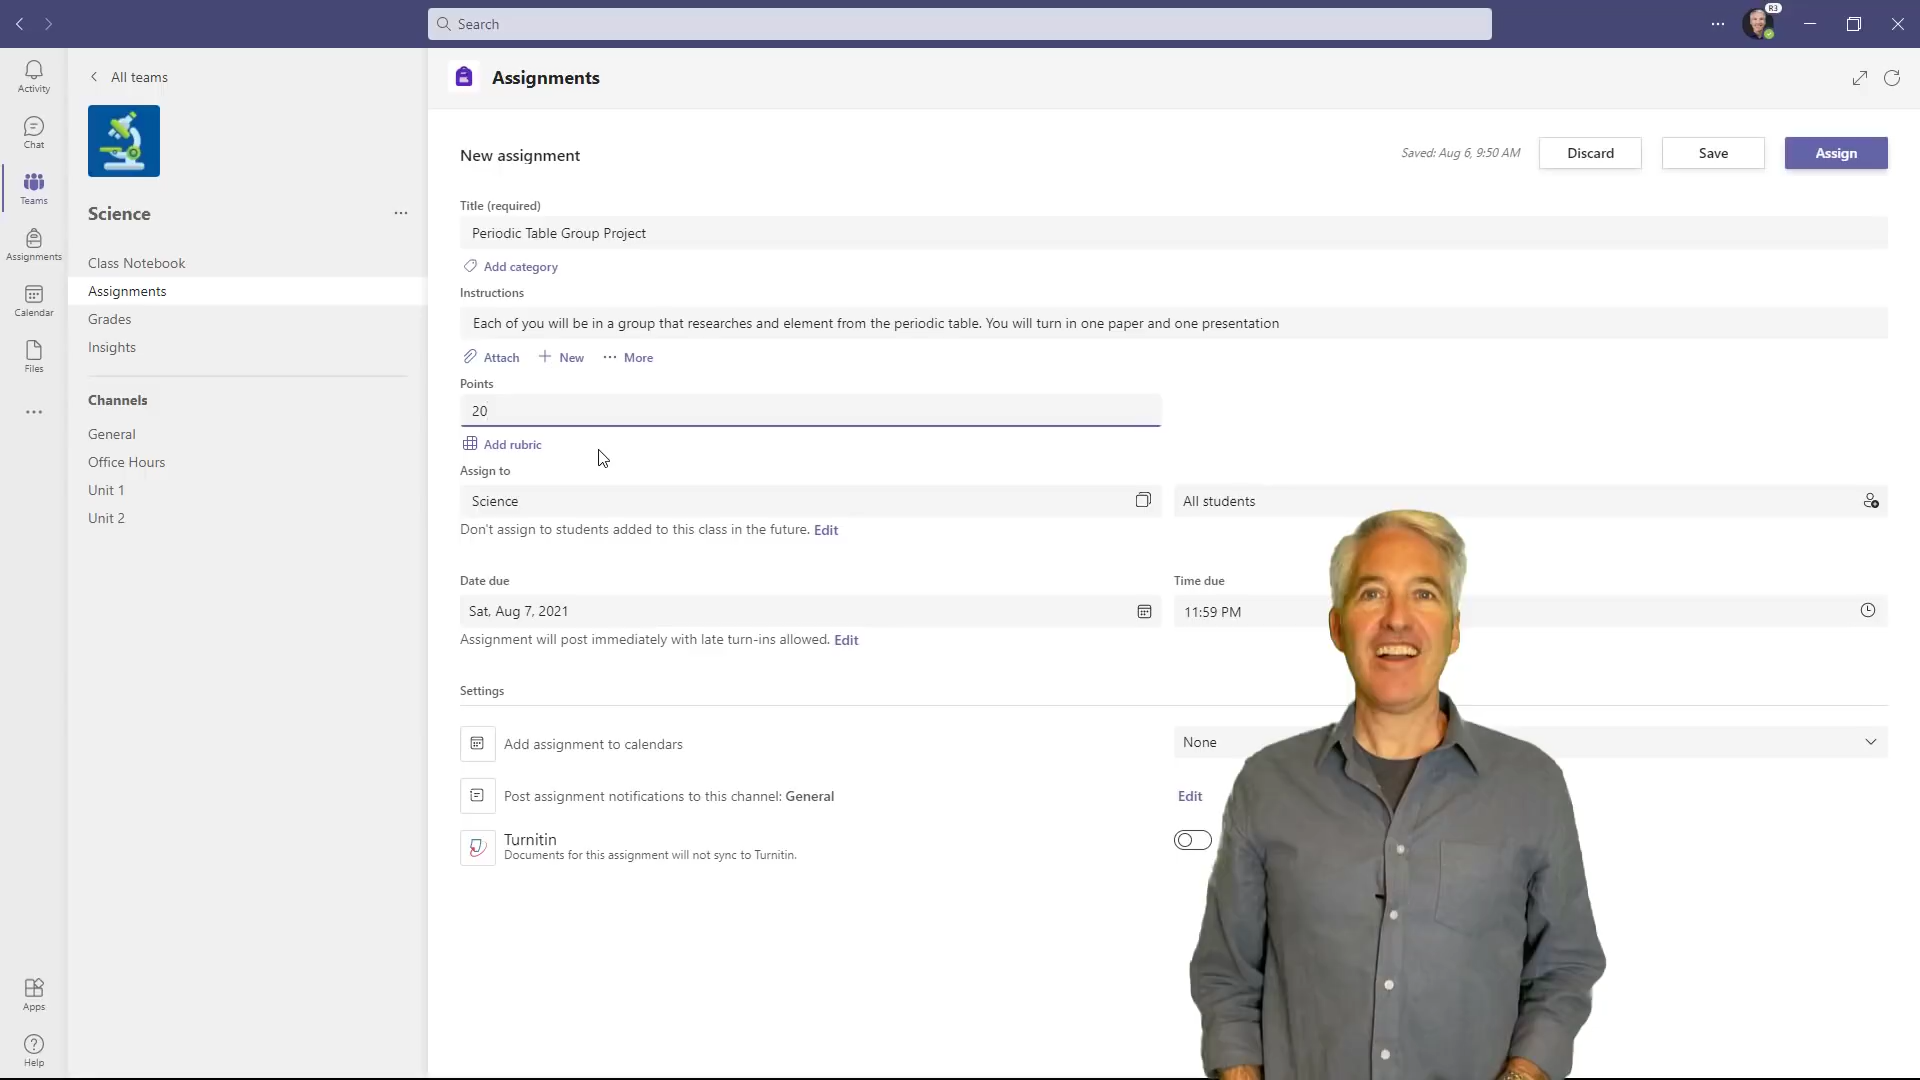 Search
R3
Activity
Chat
Teams
Assignments
Calendar
Files
Apps
Help
All teams
Science
Class Notebook
Assignments
Grades
Insights
Channels
General
Office Hours
Unit 1
Unit 2
Assignments
New assignment
Saved: Aug 6, 9:50 AM
Discard
Save
Assign
Title (required)
Periodic Table Group Project
Add category
Instructions
Each of you will be in a group that researches and element from the periodic table. You will turn in one paper and one presentation
Attach
New
More
Points
20
Add rubric
Assign to
Science
All students
Don't assign to students added to this class in the future. Edit
Date due
Time due
Sat, Aug 7, 2021
11:59 PM
Assignment will post immediately with late turn-ins allowed. Edit
Settings
Add assignment to calendars
None
Post assignment notifications to this channel: General
Edit
Turnitin
Documents for this assignment will not sync to Turnitin.